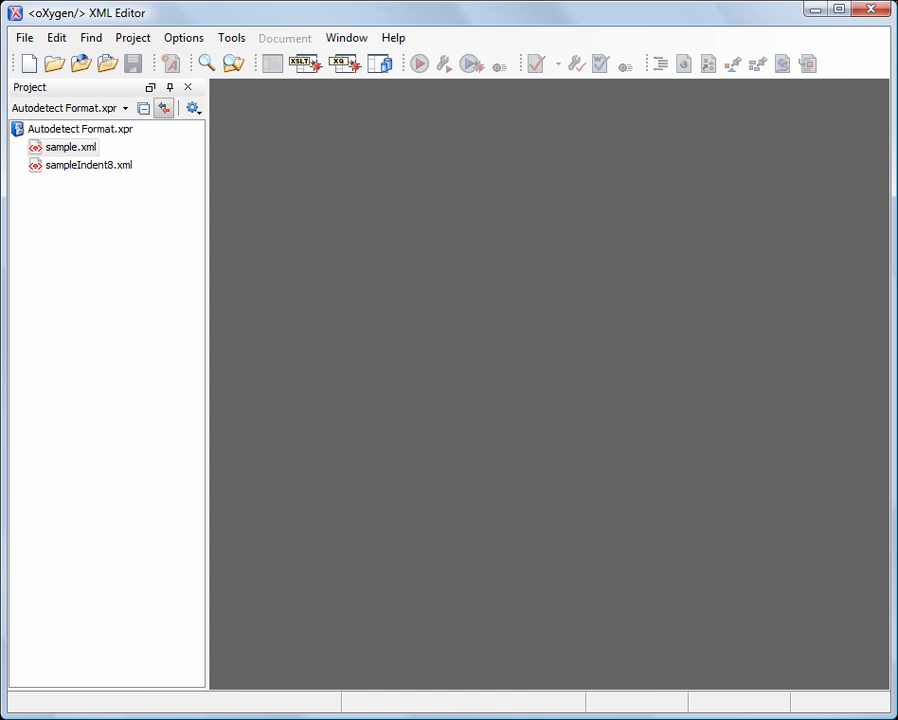 <oXygen/> XML Editor
File Edit Find Project Options Tools Document Window Help
XSLT XQ
Project
Autodetect Format.xpr
Autodetect Format.xpr
sample.xml
sampleIndent8.xml